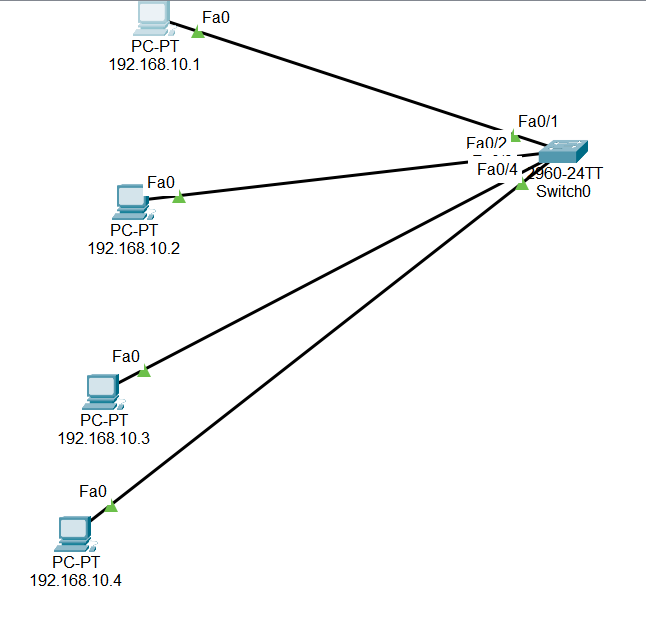 Fa0
PC-PT
192.168.10.1
Fa0/1
Fa0/2
Fa0/4
2960-24TT
Switch0
Fa0
PC-PT
192.168.10.2
Fa0
PC-PT
192.168.10.3
Fa0
PC-PT
192.168.10.4